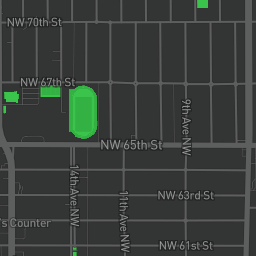 NW 70th St
NW 67th St
NW 65th St
9th Ave NW
14th Ave NW
11th Ave NW
NW 63rd St
's Counter
NW 61st St